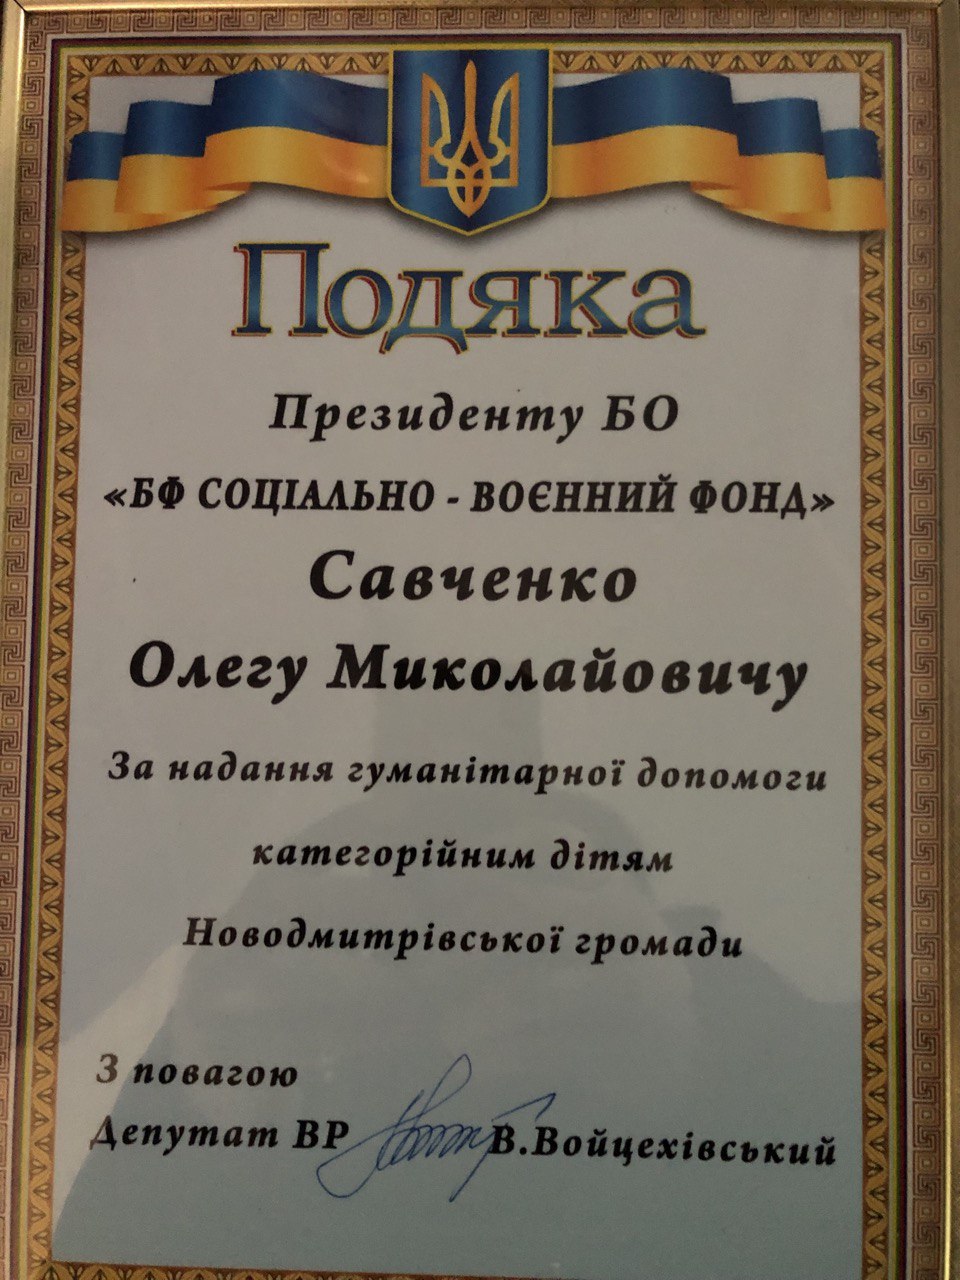 Подяка
Президенту БО
«БФ СОЦІАЛЬНО - ВОЄННИЙ ФОНД»
Савченко
Олегу Миколайовичу
За надання гуманітарної допомоги
категорійним дітям
Новодмитрівської громади
З повагою
Депутат ВР В.Войцехівський